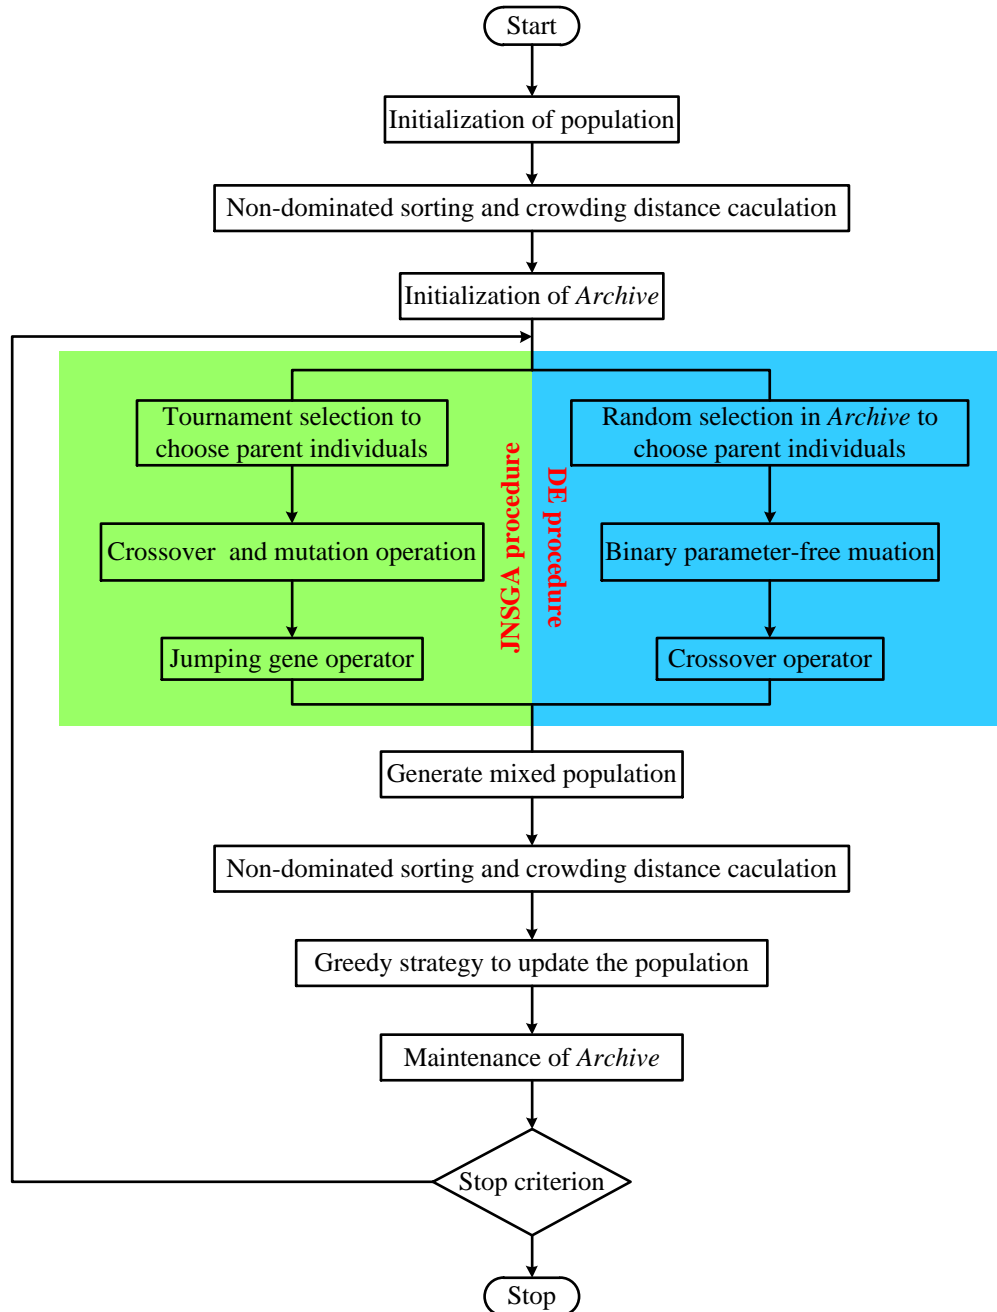 Start
Initialization of population
Non-dominated sorting and crowding distance caculation
Initialization of Archive
Tournament selection to
choose parent individuals
Crossover and mutation operation
Jumping gene operator
JNSGA procedure
DE procedure
Random selection in Archive to
choose parent individuals
Binary parameter-free muation
Crossover operator
Generate mixed population
Non-dominated sorting and crowding distance caculation
Greedy strategy to update the population
Maintenance of Archive
Stop criterion
Stop